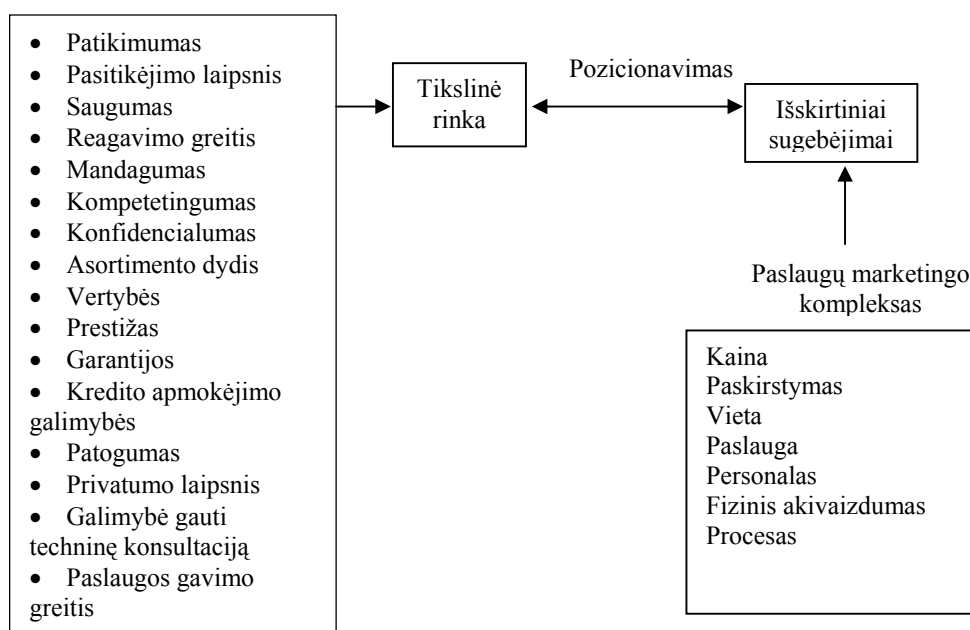 • Patikimumas
• Pasitikėjimo laipsnis
• Saugumas
• Reagavimo greitis
• Mandagumas
• Kompetetingumas
• Konfidencialumas
• Asortimento dydis
• Vertybės
• Prestižas
• Garantijos
• Kredito apmokėjimo
galimybės
• Patogumas
• Privatumo laipsnis
• Galimybė gauti
techninę konsultaciją
• Paslaugos gavimo
greitis
Tikslinė
rinka
Pozicionavimas
Išskirtiniai
sugebėjimai
Paslaugų marketingo
kompleksas
Kaina
Paskirstymas
Vieta
Paslauga
Personalas
Fizinis akivaizdumas
Procesas